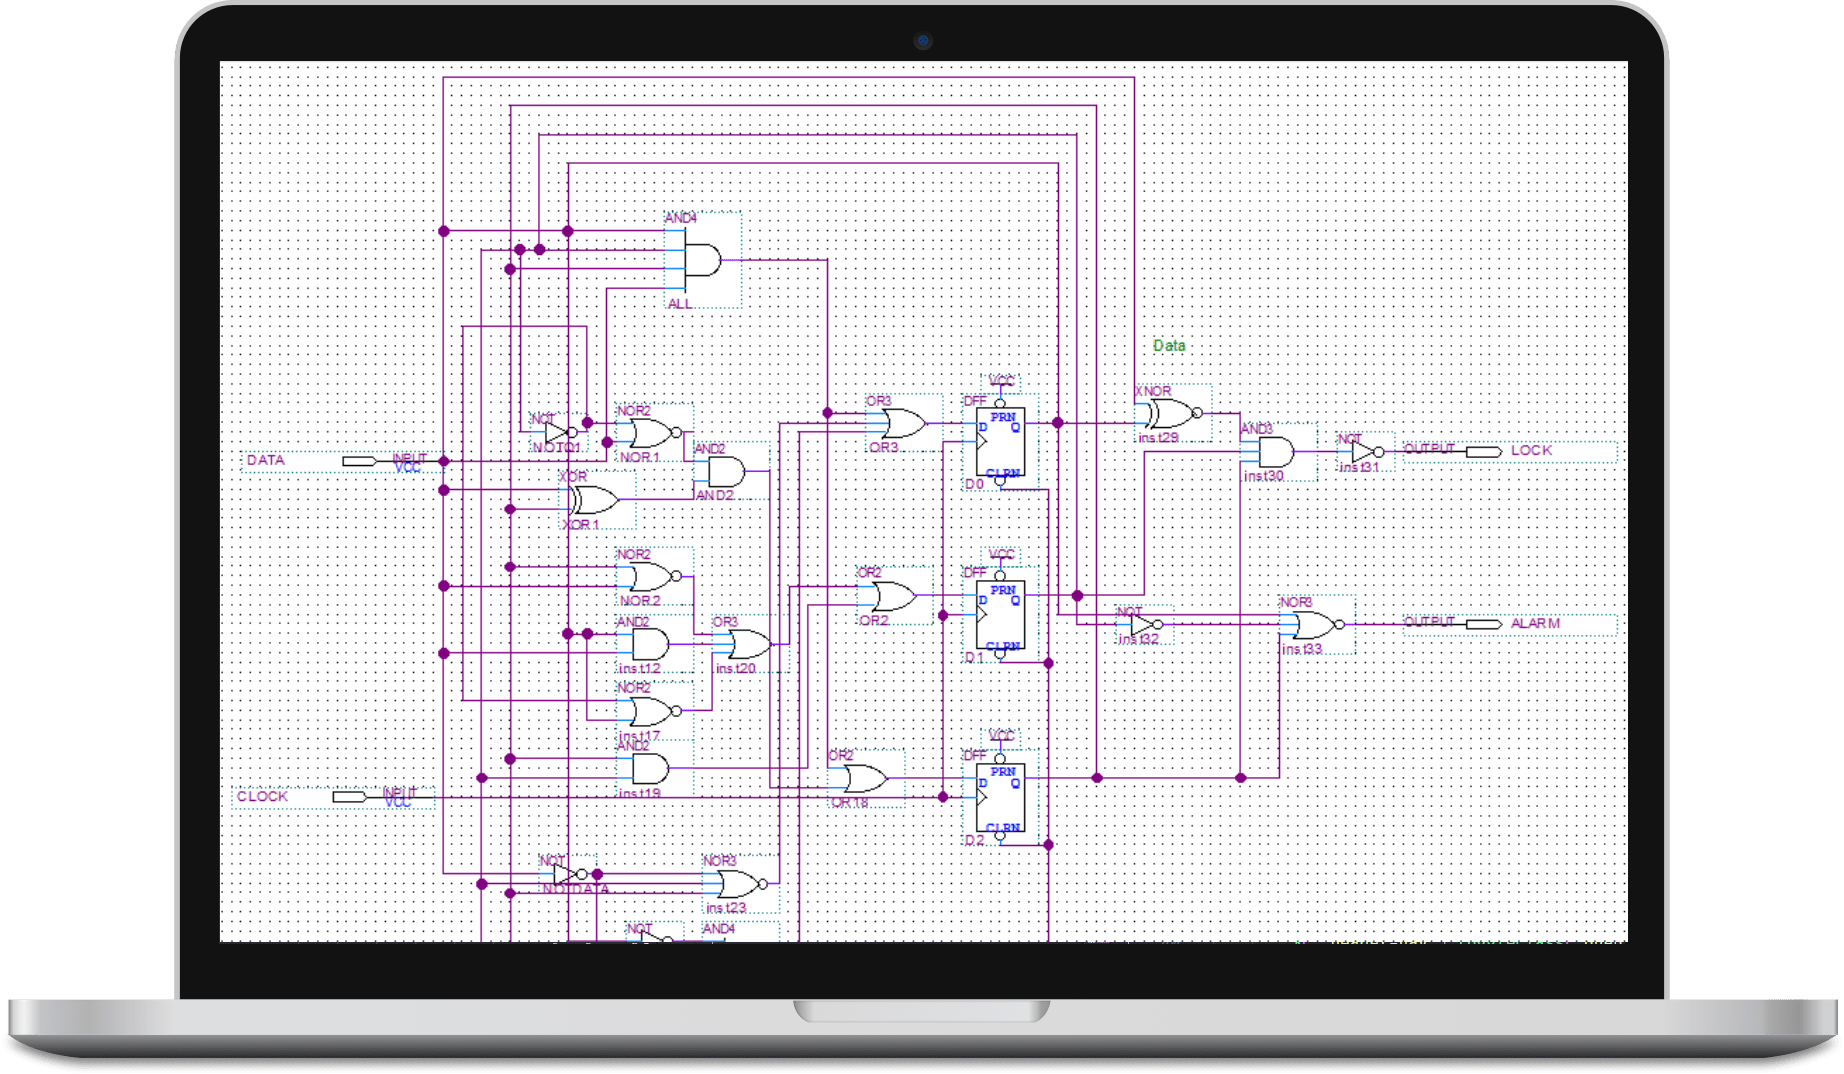 AND4
ALL
Data
VCC
OR3
DFF
PRN
D
Q
OR3
CLRN
D0
XNOR
inst29
AND3
inst30
NOT
inst31
OUTPUT
LOCK
NOT
NOTQ1
NOR2
NOR1
AND2
AND2
DATA
INPUT
VCC
XOR
XOR1
NOR2
NOR2
AND2
inst12
OR3
inst20
NOR2
inst17
AND2
inst19
OR2
OR2
VCC
DFF
PRN
D
Q
CLRN
D1
NOT
inst32
NOR3
inst33
OUTPUT
ALARM
VCC
OR2
OR18
DFF
PRN
D
Q
CLRN
D2
CLOCK
INPUT
VCC
NOT
NOTDATA
NOR3
inst23
NOT
AND4